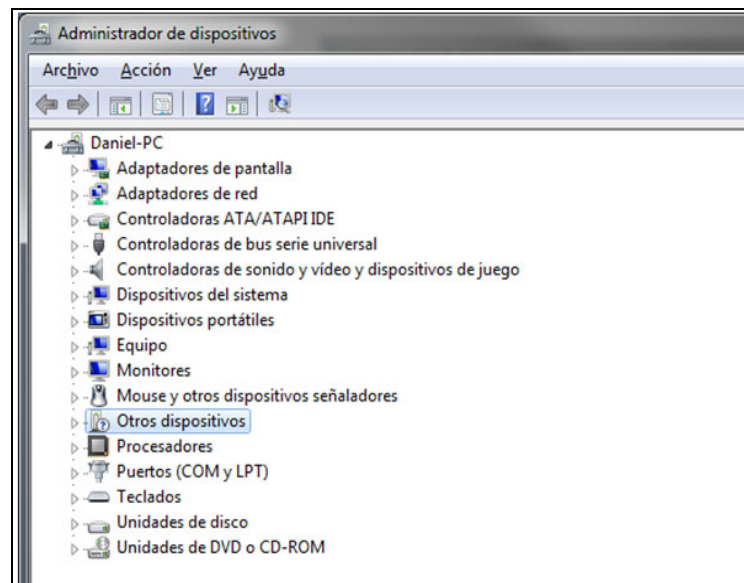 Administrador de dispositivos
Archivo Acción Ver Ayuda
Daniel-PC
Adaptadores de pantalla
Adaptadores de red
Controladoras ATA/ATAPI IDE
Controladoras de bus serie universal
Controladoras de sonido y vídeo y dispositivos de juego
Dispositivos del sistema
Dispositivos portátiles
Equipo
Monitores
Mouse y otros dispositivos señaladores
Otros dispositivos
Procesadores
Puertos (COM y LPT)
Teclados
Unidades de disco
Unidades de DVD o CD-ROM